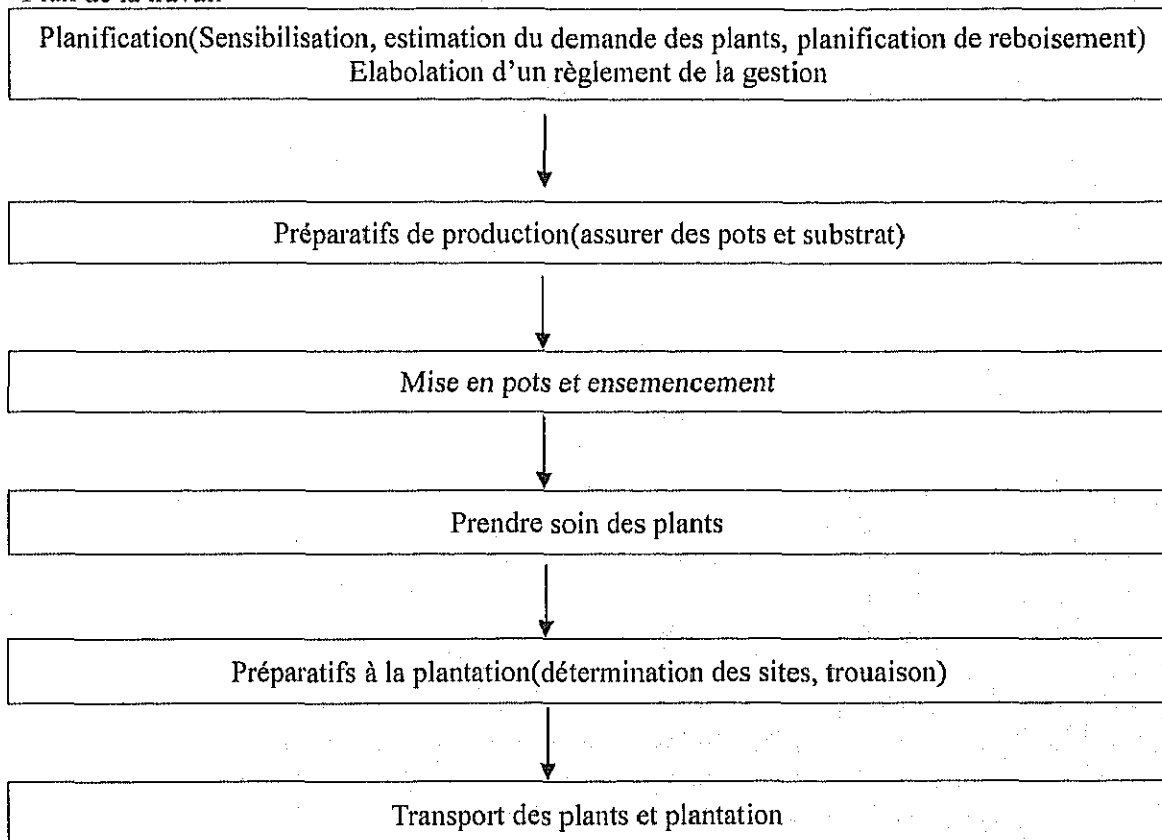 Planification(Sensibilisation, estimation du demande des plants, planification de reboisement)
Elabolation d'un règlement de la gestion
Préparatifs de production(assurer des pots et substrat)
Mise en pots et ensemencement
Prendre soin des plants
Préparatifs à la plantation(détermination des sites, trouaison)
Transport des plants et plantation